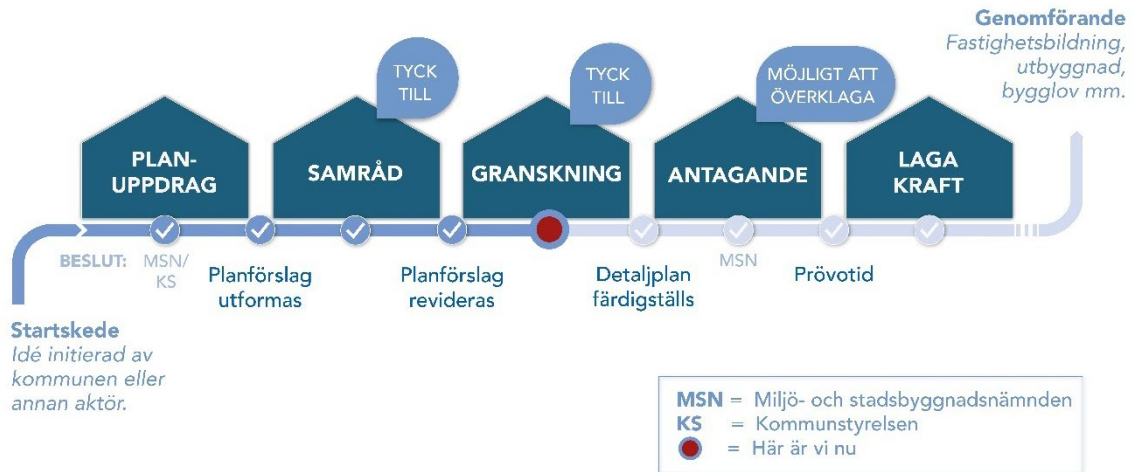 Genomförande
Fastighetsbildning,
utbyggnad,
bygglov mm.
TYCK
TILL
TYCK
TILL
MÖJLIGT ATT
ÖVERKLAGA
PLAN-
UPPDRAG
SAMRÅD
GRANSKNING
ANTAGANDE
LAGA
KRAFT
BESLUT:
MSN/
KS
Planförslag
utformas
Planförslag
revideras
Detaljplan
färdigställs
MSN
Prövotid
Startskede
Idé initierad av
kommunen eller
annan aktör.
MSN = Miljö- och stadsbyggnadsnämnden
KS = Kommunstyrelsen
= Här är vi nu